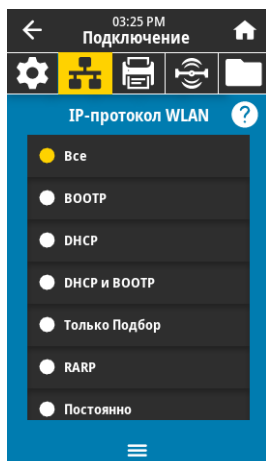 03:25 PM
Подключение
IP-протокол WLAN
?
Все
BOOTP
DHCP
DHCP и BOOTP
Только Подбор
RARP
Постоянно